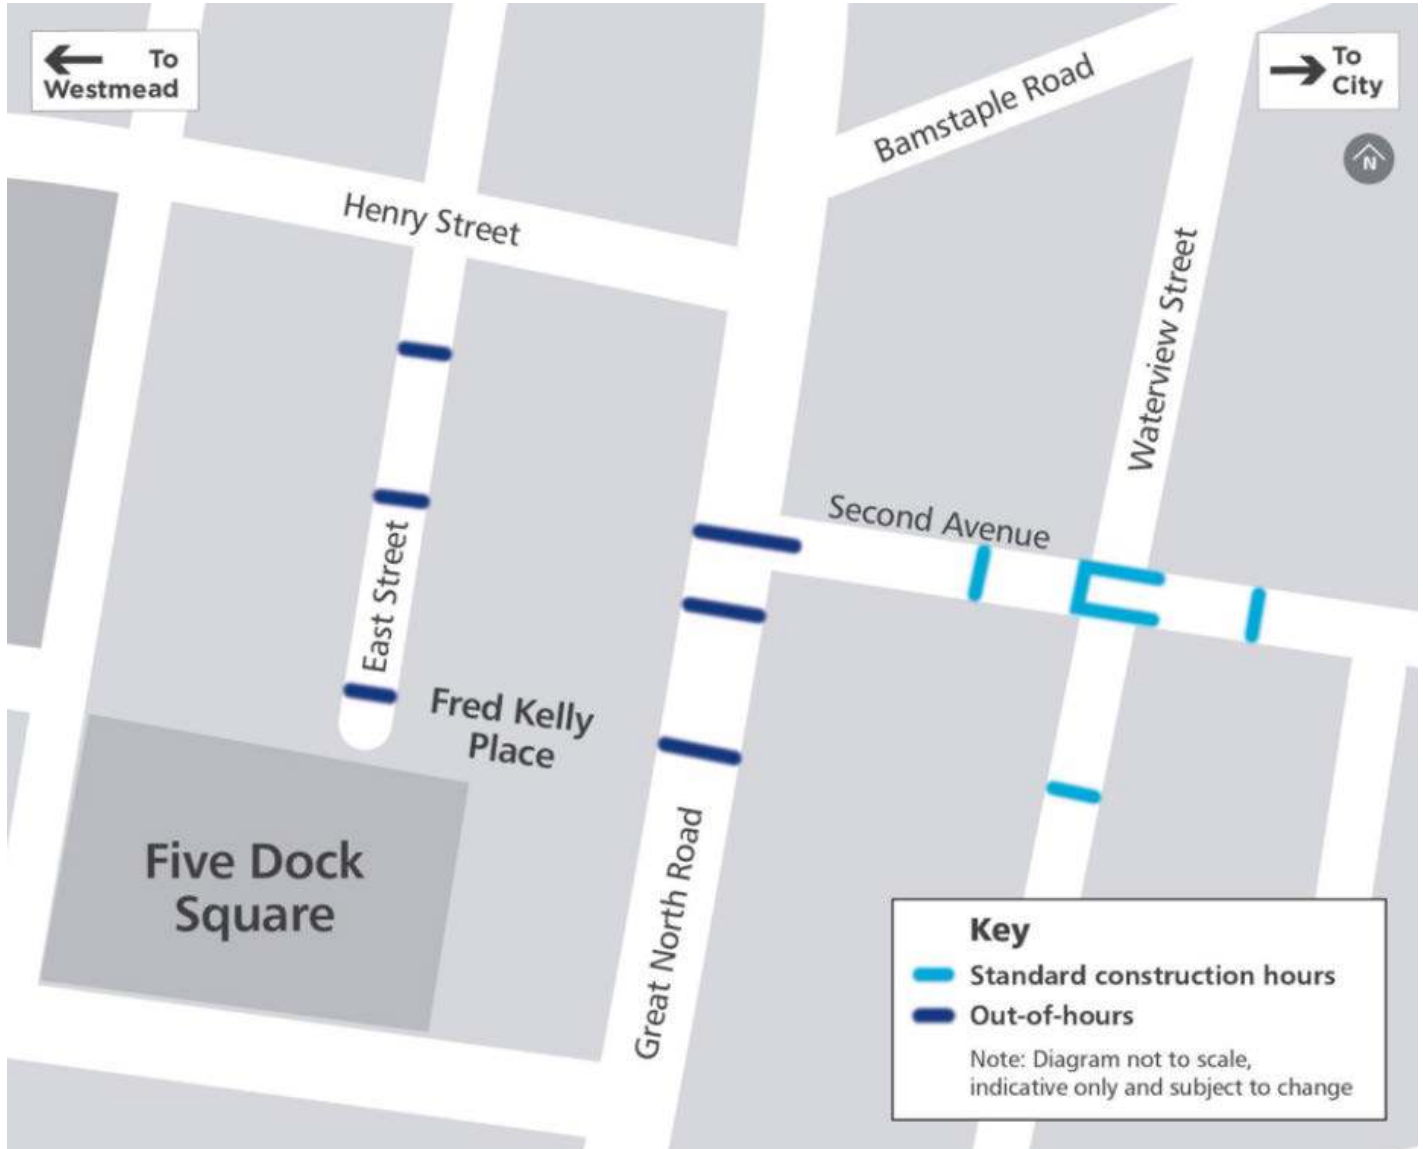 To
Westmead
To
City
N
Bamstaple Road
Henry Street
Waterview Street
Second Avenue
East Street
Fred Kelly
Place
Five Dock
Square
Great North Road
Key
Standard construction hours
Out-of-hours
Note: Diagram not to scale,
indicative only and subject to change